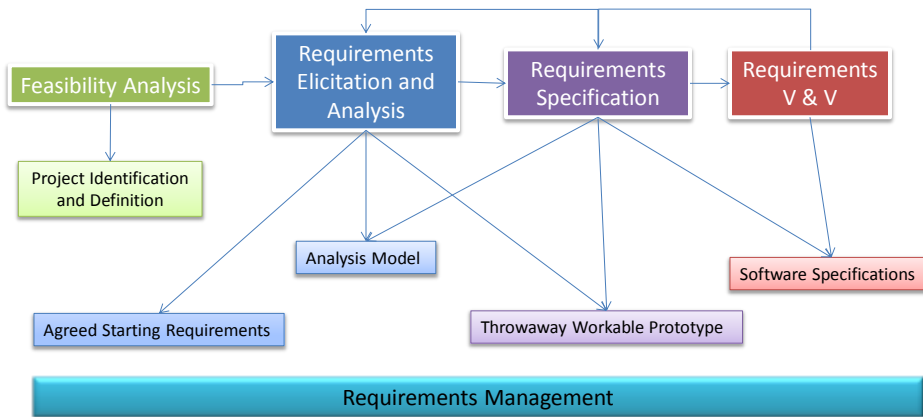 Feasibility Analysis
Requirements
Elicitation and
Analysis
Requirements
Specification
Requirements
V & V
Project Identification
and Definition
Analysis Model
Software Specifications
Agreed Starting Requirements
Throwaway Workable Prototype
Requirements Management